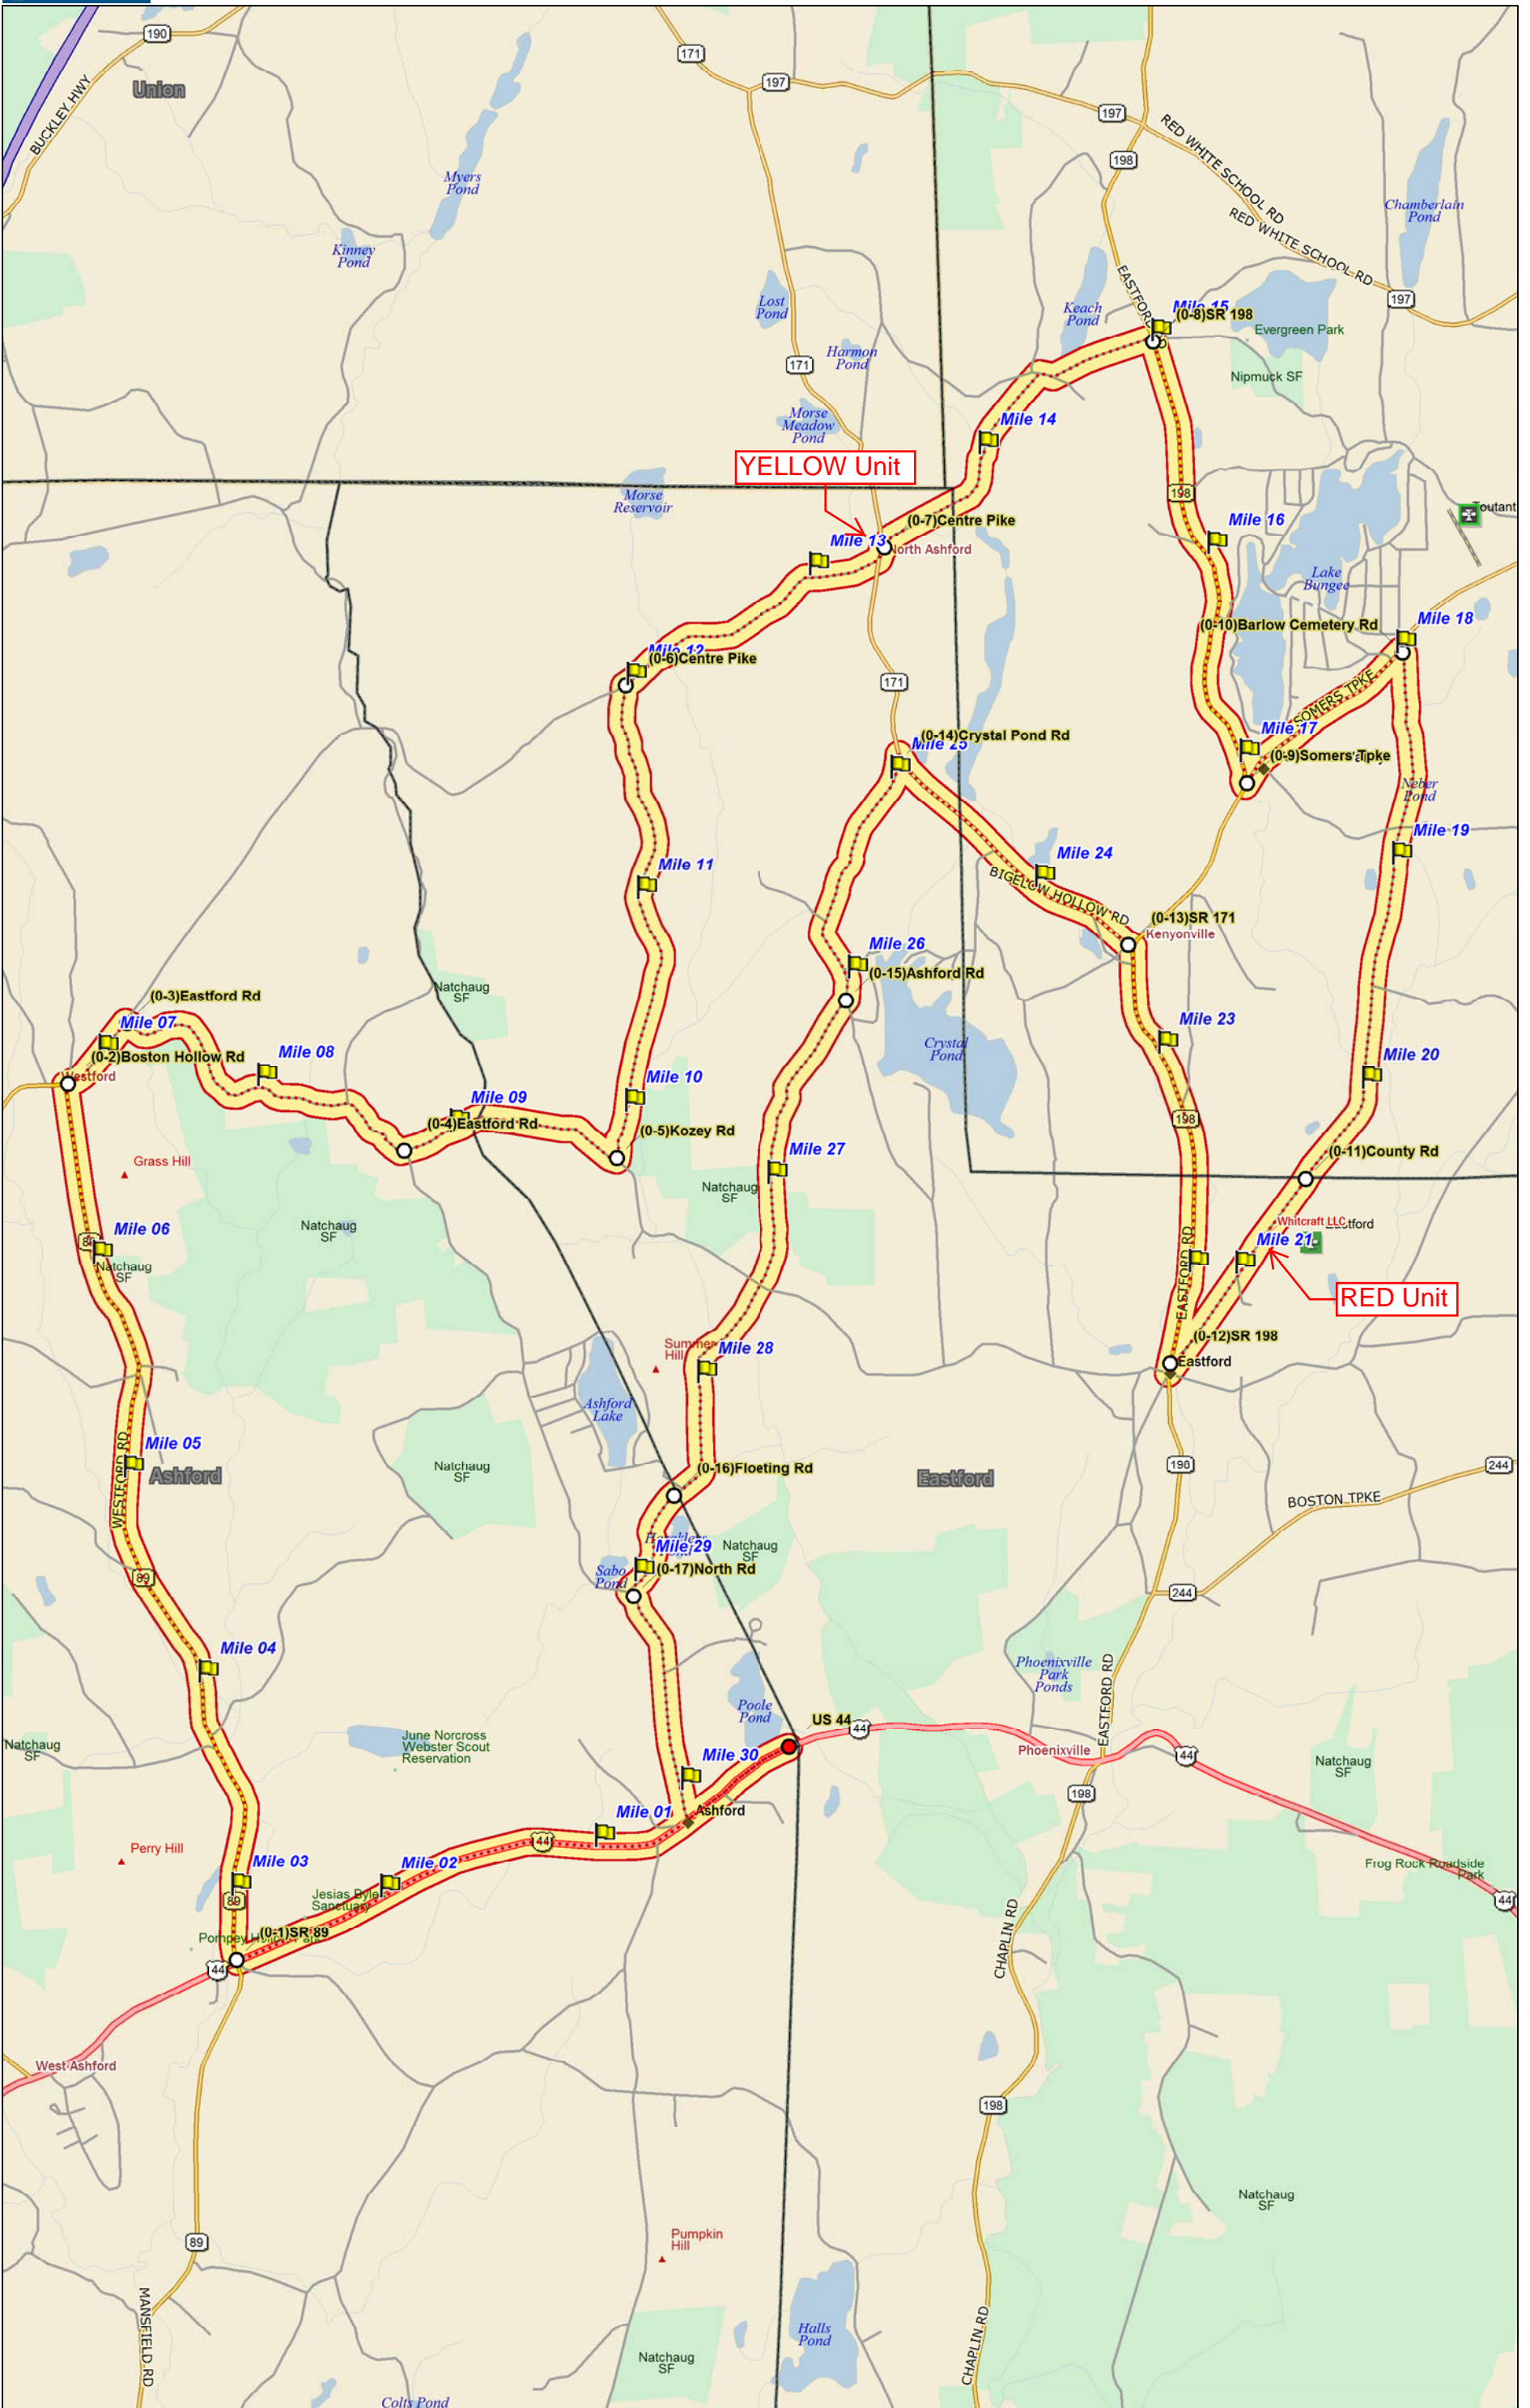 190
171
197
BUCKLEY HWY
Union
197
198
RED WHITE SCHOOL RD
Myers
Pond
RED WHITE SCHOOL RD
Chamberlain
Pond
Kinney
Pond
197
Lost
Pond
Keach
Pond
EASTFORD
Mile 15
(0-8)SR 198
Evergreen Park
Harmon
Pond
171
Nipmuck SF
Morse
Meadow
Pond
Mile 14
YELLOW Unit
Morse
Reservoir
198
Toutant
Mile 16
(0-7)Centre Pike
Mile 13
North Ashford
Lake
Bungee
(0-10)Barlow Cemetery Rd
Mile 18
Mile 12
(0-6)Centre Pike
171
SOMERS TPKE
(0-14)Crystal Pond Rd
Mile 25
Mile 17
(0-9)Somers Tpke
Neber
Pond
Mile 19
Mile 11
Mile 24
BIGELOW HOLLOW RD
(0-13)SR 171
Kenyonville
Mile 26
(0-15)Ashford Rd
Natchaug
SF
(0-3)Eastford Rd
Mile 07
(0-2)Boston Hollow Rd
Westford
Mile 08
Mile 23
Crystal
Pond
Mile 20
Mile 10
Mile 09
(0-4)Eastford Rd
(0-5)Kozey Rd
198
Mile 27
(0-11)County Rd
Grass Hill
Natchaug
SF
Natchaug
SF
Mile 06
Natchaug
SF
Whitcraft LLC
Eastford
Mile 21
RED Unit
EASTFORD RD
(0-12)SR 198
Eastford
Mile 28
Ashford
Lake
Mile 05
Ashford
WESTFORD RD
Natchaug
SF
(0-16)Floeting Rd
Eastford
198
244
BOSTON TPKE
Natchaug
SF
Mile 29
(0-17)North Rd
Sabo
Pond
89
244
Mile 04
Phoenixville
Park
Ponds
EASTFORD RD
Poole
Pond
US 44
44
Phoenixville
44
Natchaug
SF
Natchaug
SF
June Norcross
Webster Scout
Reservation
Mile 30
198
Ashford
Mile 01
44
Perry Hill
Mile 03
Mile 02
Frog Rock Roadside
Park
89
44
(0-1)SR 89
44
CHAPLIN RD
West Ashford
198
Natchaug
SF
89
Pumpkin
Hill
MANSFIELD RD
Halls
Pond
CHAPLIN RD
Natchaug
SF
Colts Pond